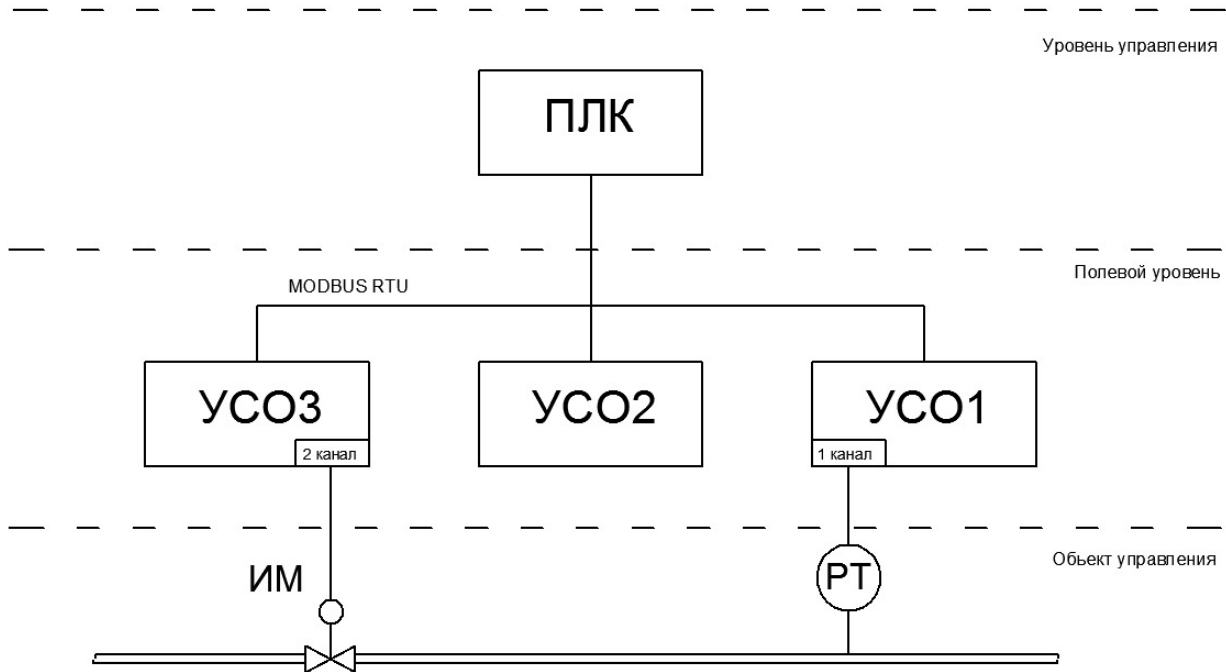 Уровень управления
ПЛК
Полевой уровень
MODBUS RTU
УСО3
УСО2
УСО1
2 канал
1 канал
Обьект управления
ИМ
PT